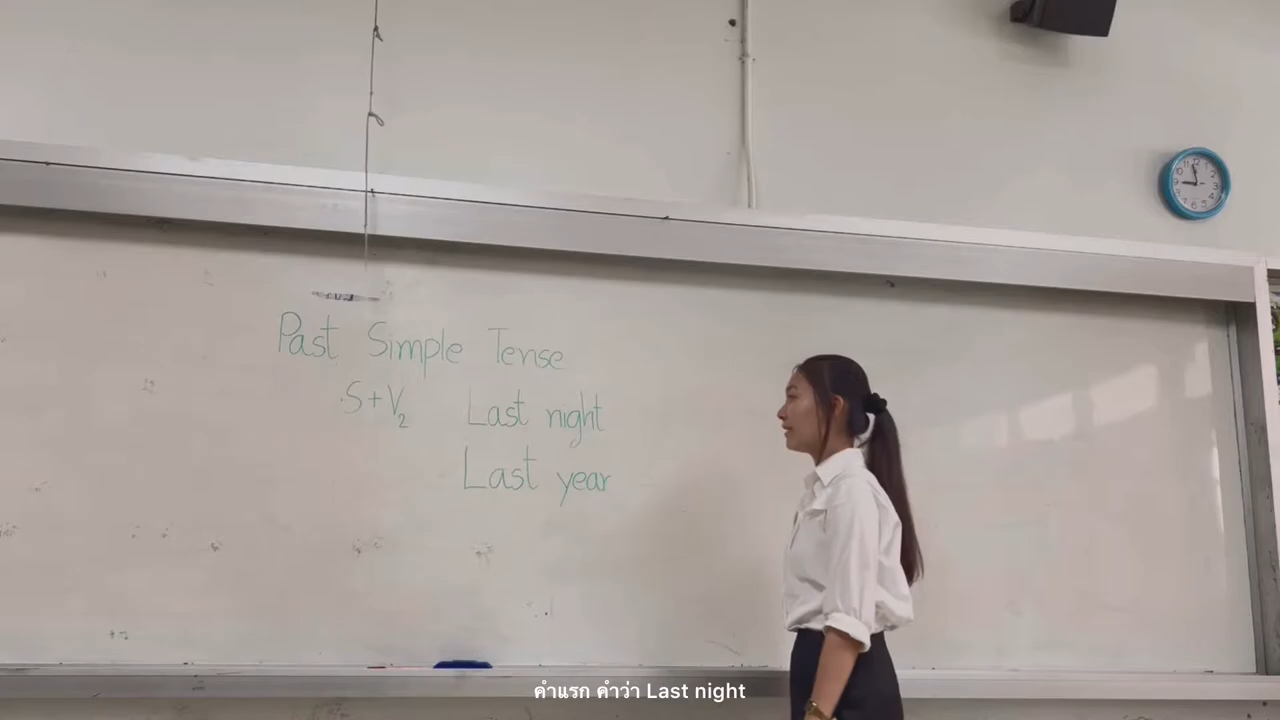 Past Simple Tense
S+V2 Last night
Last year
คำแรก คำว่า Last night